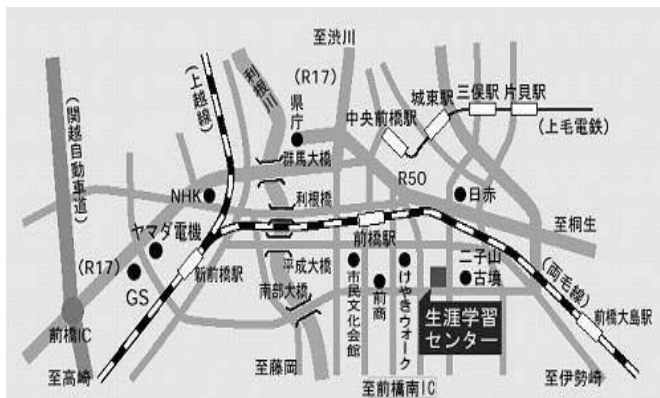 至渋川
(R17)
利根川
(上越線)
県庁
城東駅
三俣駅
片貝駅
中央前橋駅
(上毛電鉄)
(関越自動車道)
群馬大橋
NHK
利根橋
R50
日赤
至桐生
ヤマダ電機
前橋駅
(R17)
新前橋駅
平成大橋
二子山
古墳
(両毛線)
GS
南部大橋
市民文化会館
前商
けやきウォーク
生涯学習
センター
前橋大島駅
前橋IC
至高崎
至藤岡
至前橋南IC
至伊勢崎